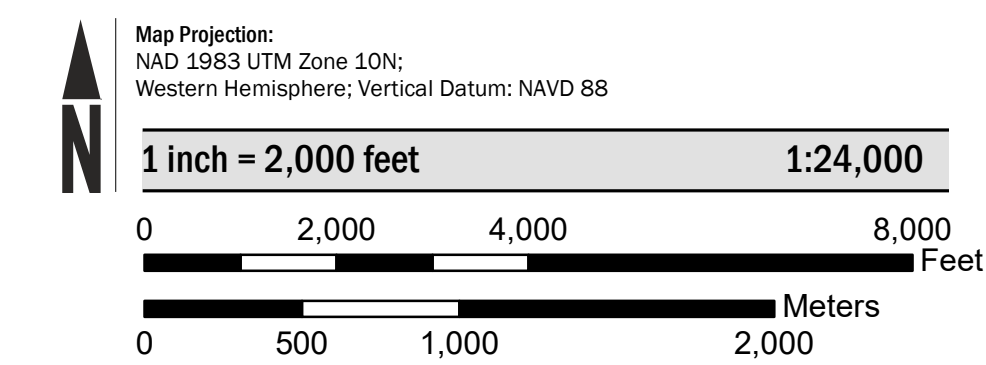 Map Projection:
NAD 1983 UTM Zone 10N;
Western Hemisphere; Vertical Datum: NAVD 88
N
1 inch = 2,000 feet 1:24,000
0 2,000 4,000 8,000
Feet
Meters
0 500 1,000 2,000